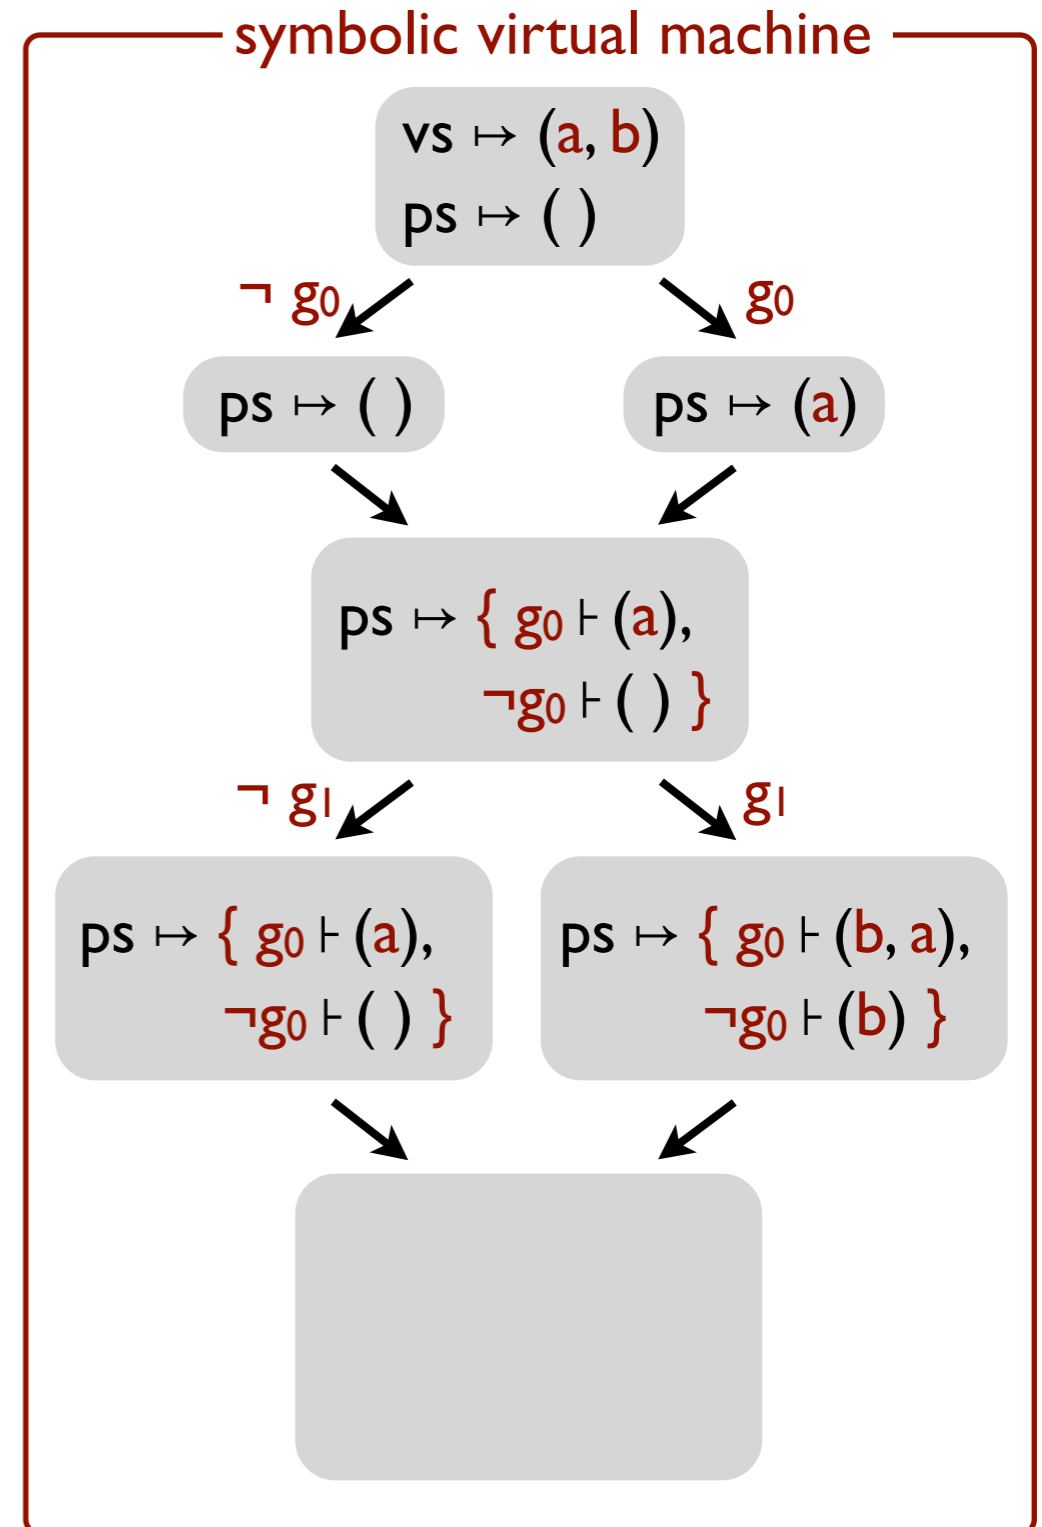 symbolic virtual machine
vs ↦ (a, b)
ps ↦ ( )
¬ g₀
g₀
ps ↦ ( )
ps ↦ (a)
ps ↦ { g₀ ⊦ (a),
¬g₀ ⊦ ( ) }
¬ g₁
g₁
ps ↦ { g₀ ⊦ (a),
¬g₀ ⊦ ( ) }
ps ↦ { g₀ ⊦ (b, a),
¬g₀ ⊦ (b) }